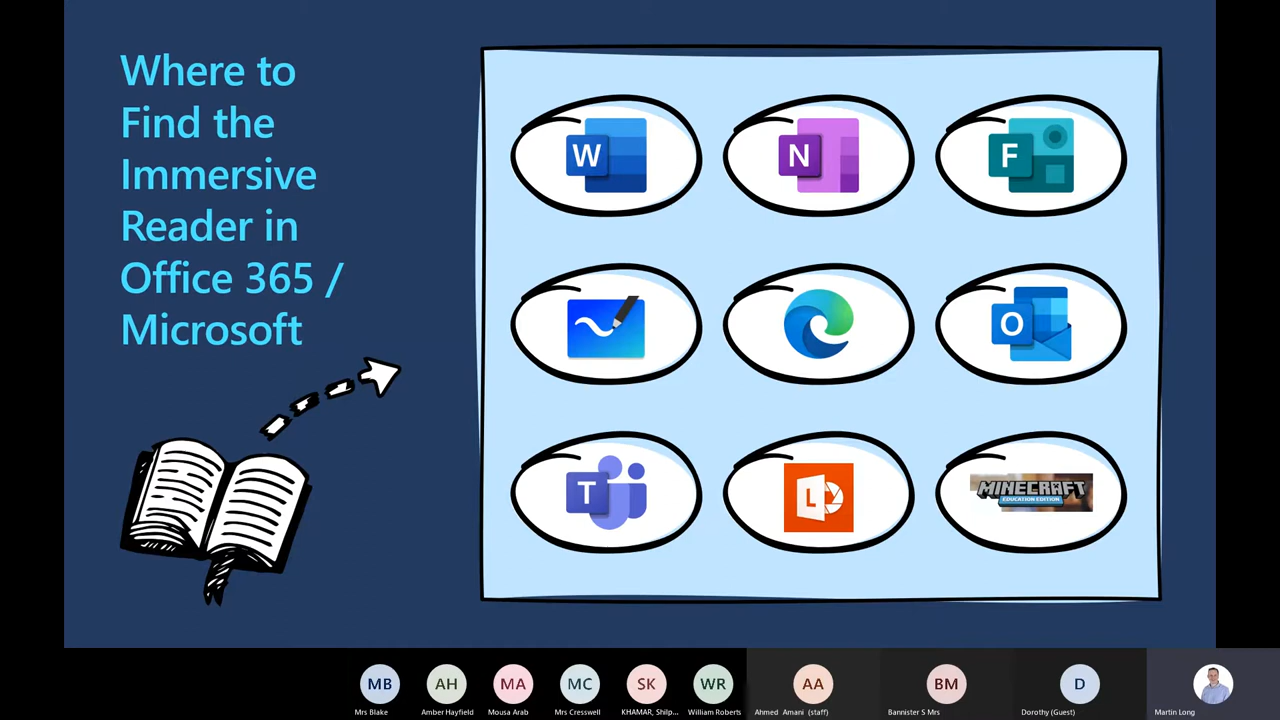 Where to
Find the
Immersive
Reader in
Office 365 /
Microsoft
W
N
F
O
T
L
MINECRAFT
EDUCATION EDITION
MB
AH
MA
MC
SK
WR
AA
BM
D
Mrs Blake
Amber Hayfield
Mousa Arab
Mrs Cresswell
KHAMAR, Shilp...
William Roberts
Ahmed Amani (staff)
Bannister S Mrs
Dorothy (Guest)
Martin Long